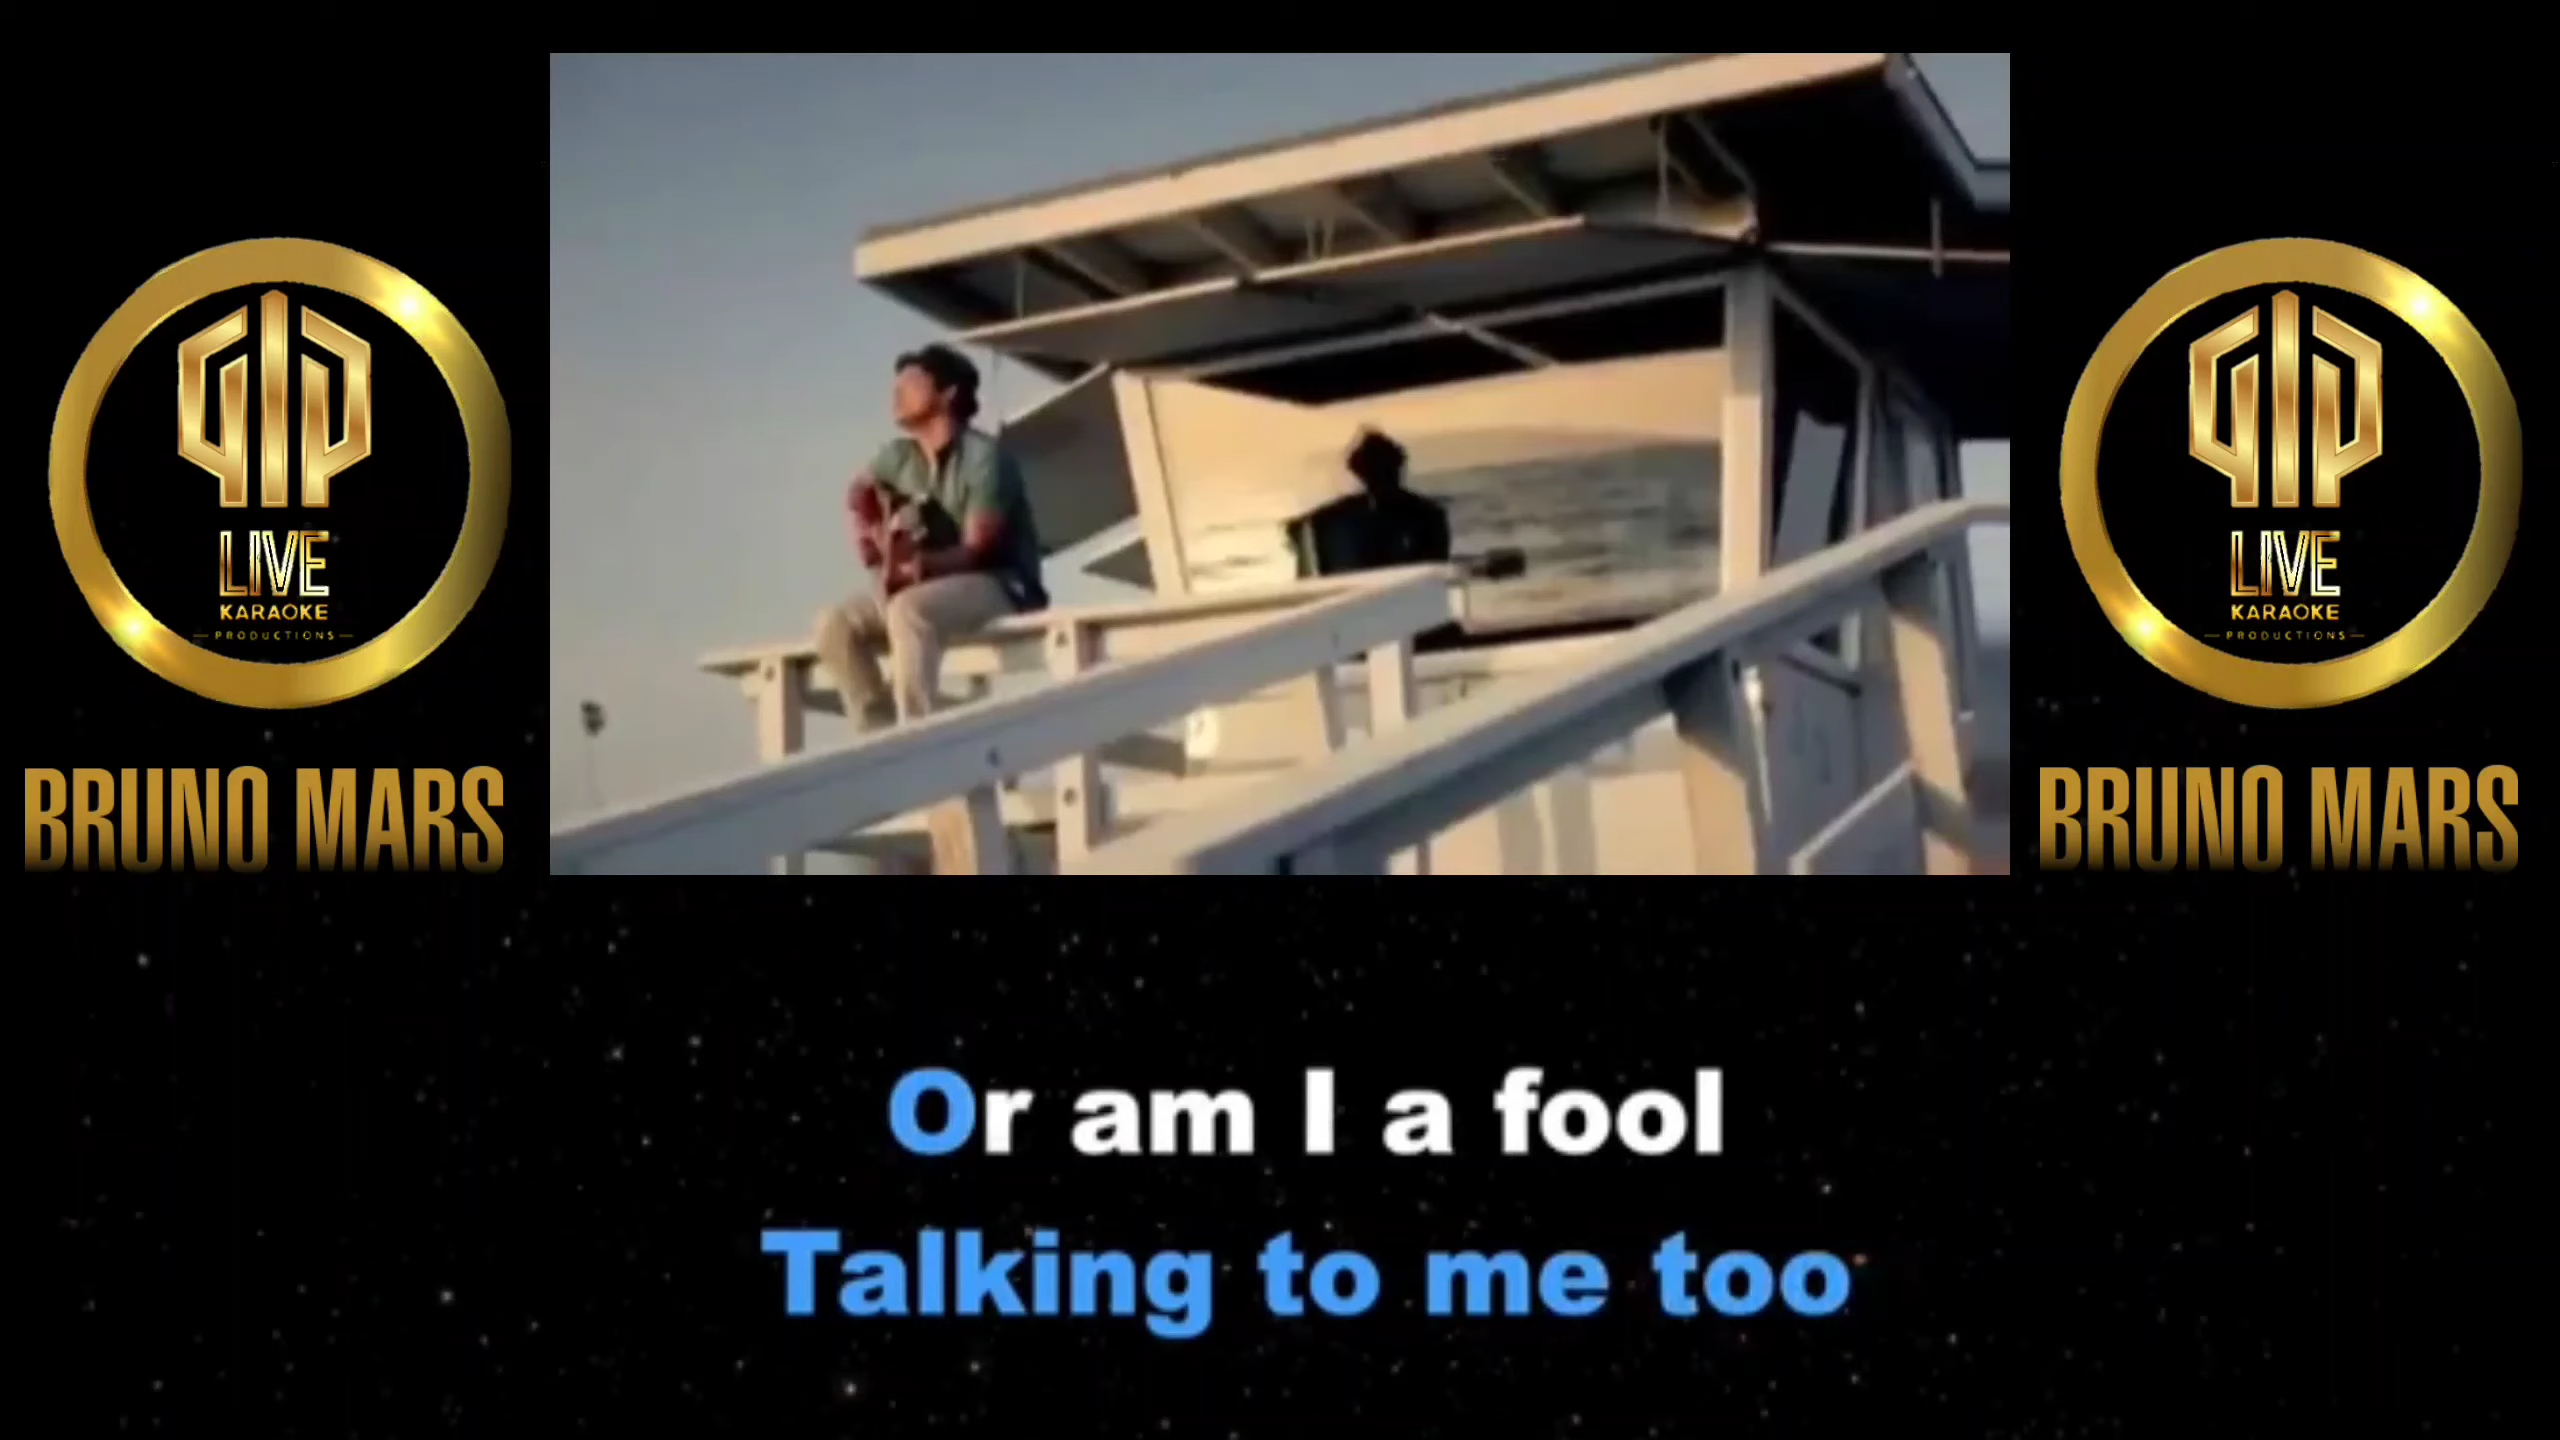 LIVE
KARAOKE
PRODUCTIONS
BRUNO MARS
LIVE
KARAOKE
PRODUCTIONS
BRUNO MARS
Or am I a fool
Talking to me too